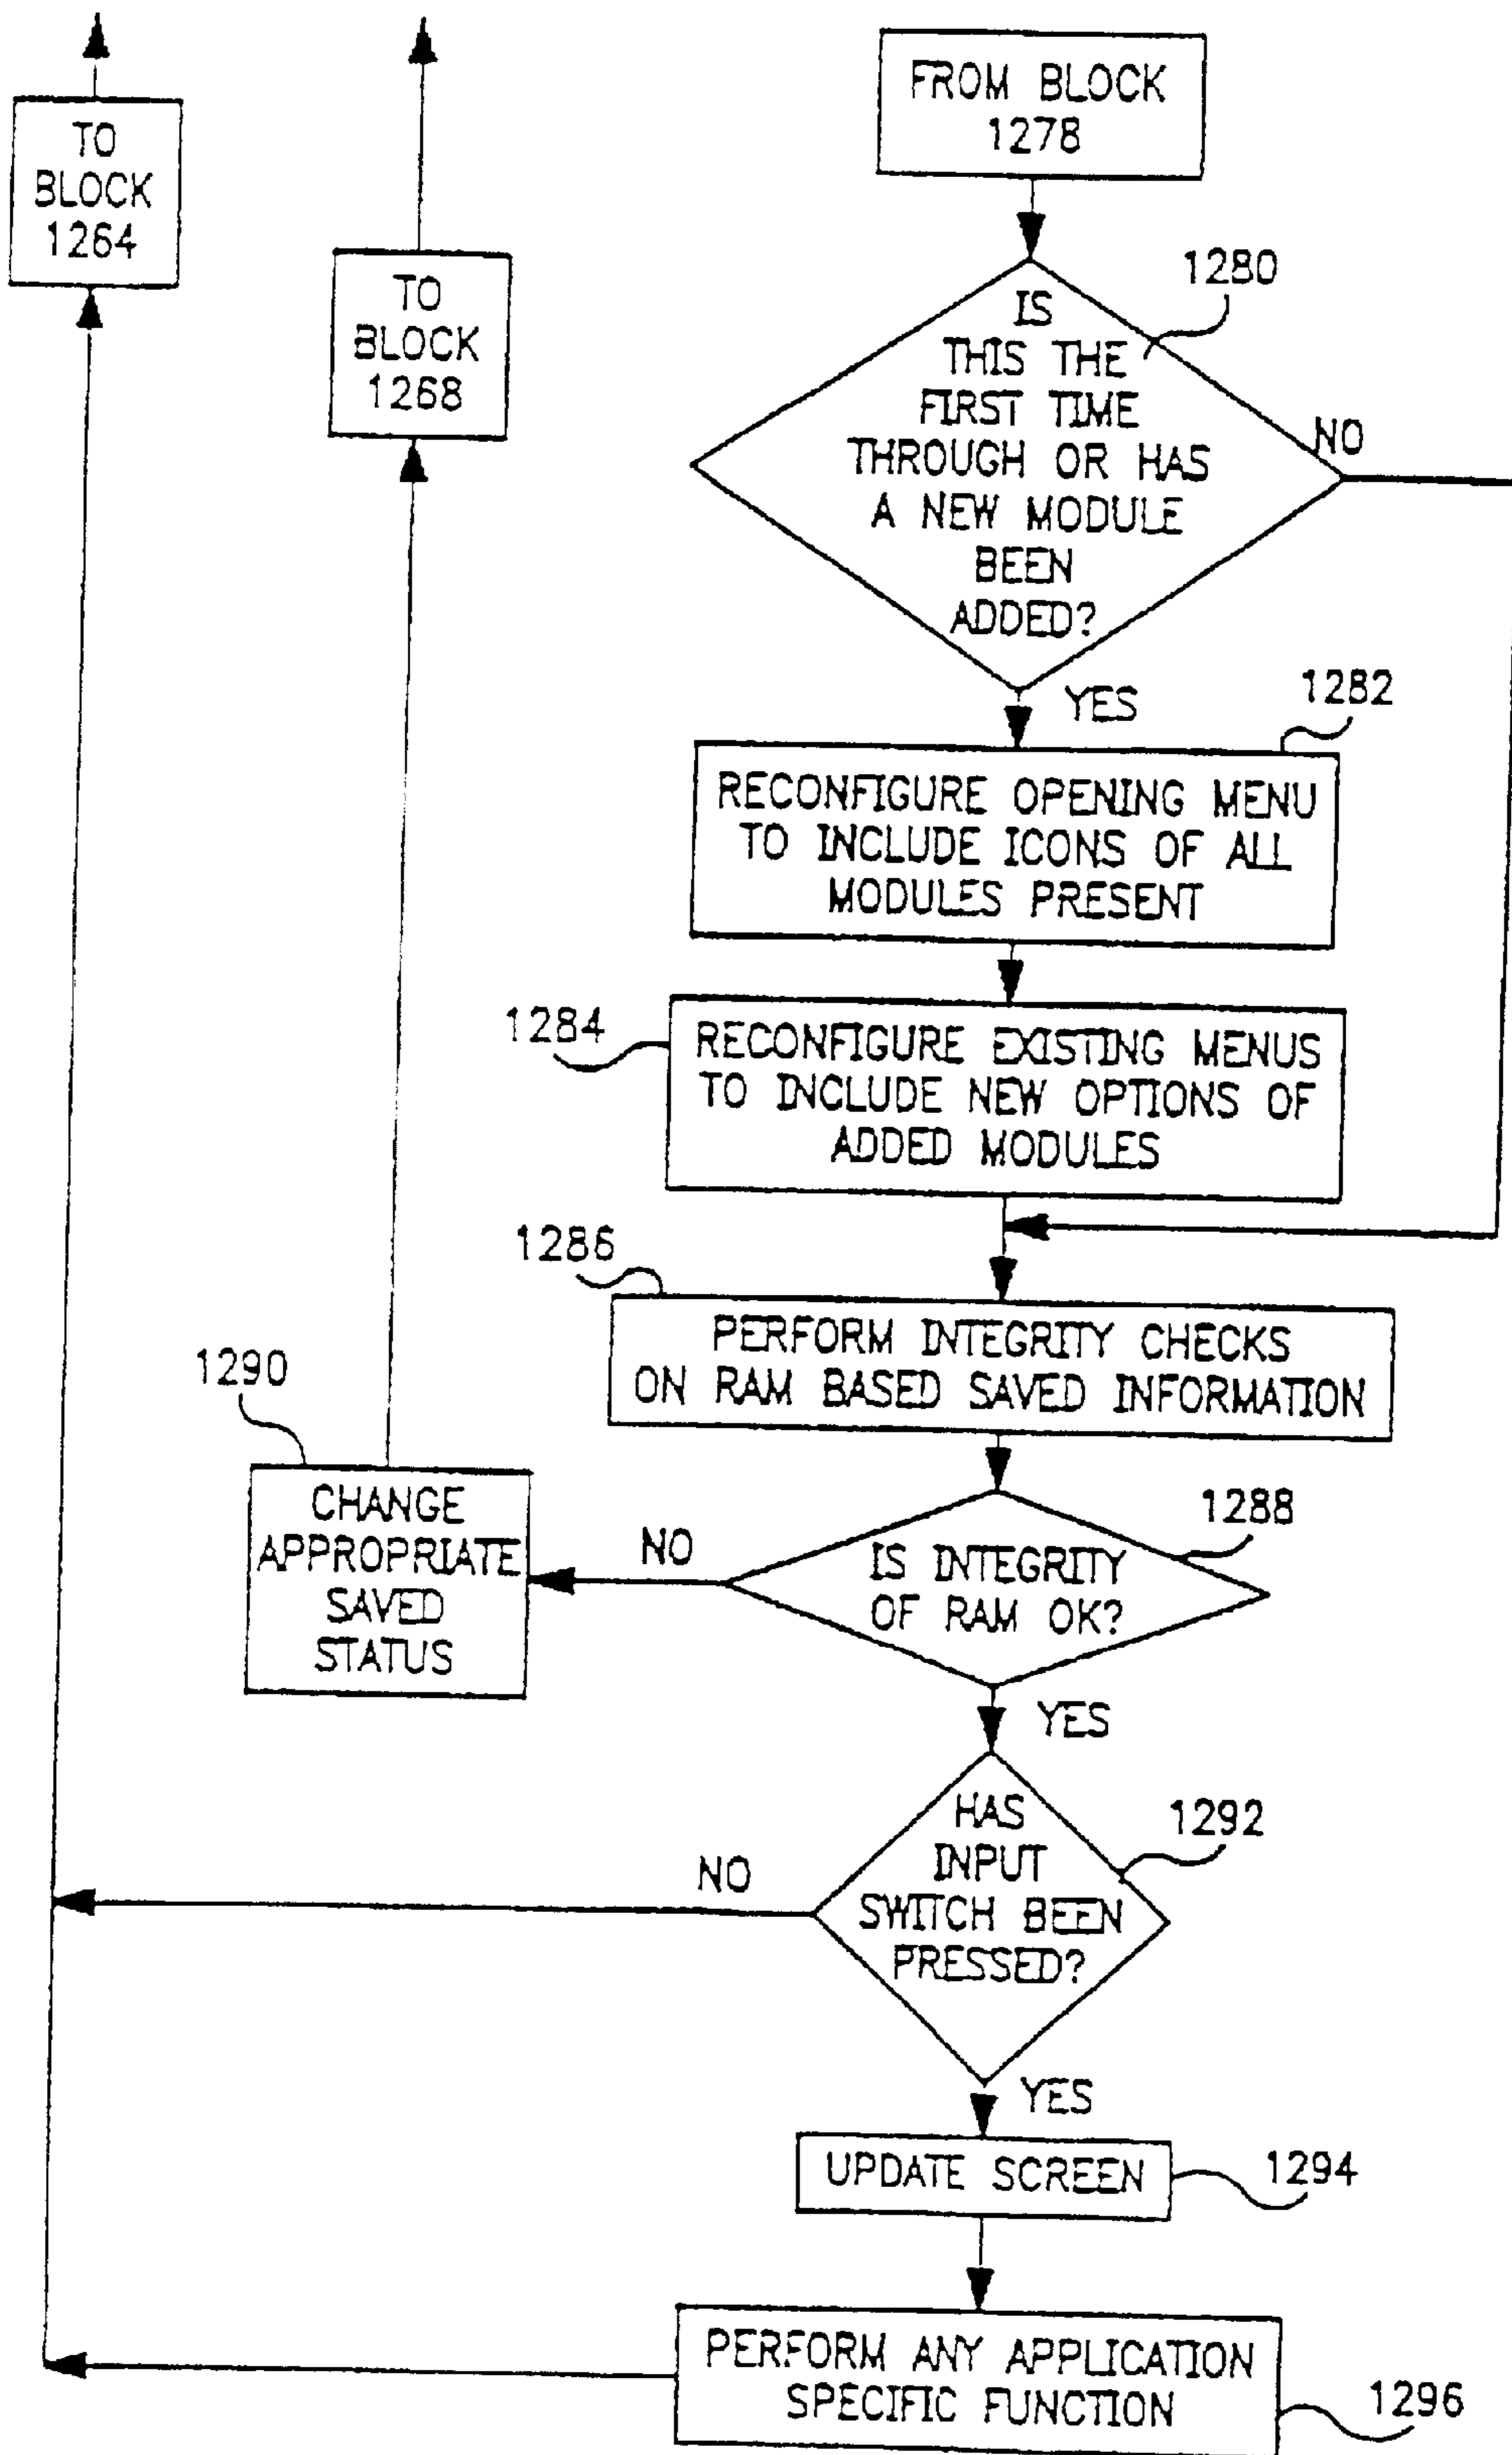 TO
BLOCK
1264
TO
BLOCK
1268
FROM BLOCK
1278
1280
IS
THIS THE
FIRST TIME
THROUGH OR HAS
A NEW MODULE
BEEN
ADDED?
NO
YES
1282
RECONFIGURE OPENING MENU
TO INCLUDE ICONS OF ALL
MODULES PRESENT
1284
RECONFIGURE EXISTING MENUS
TO INCLUDE NEW OPTIONS OF
ADDED MODULES
1286
PERFORM INTEGRITY CHECKS
ON RAM BASED SAVED INFORMATION
1290
CHANGE
APPROPRIATE
SAVED
STATUS
NO
1288
IS INTEGRITY
OF RAM OK?
YES
HAS
INPUT
SWITCH BEEN
PRESSED?
1292
NO
YES
UPDATE SCREEN
1294
PERFORM ANY APPLICATION
SPECIFIC FUNCTION
1296